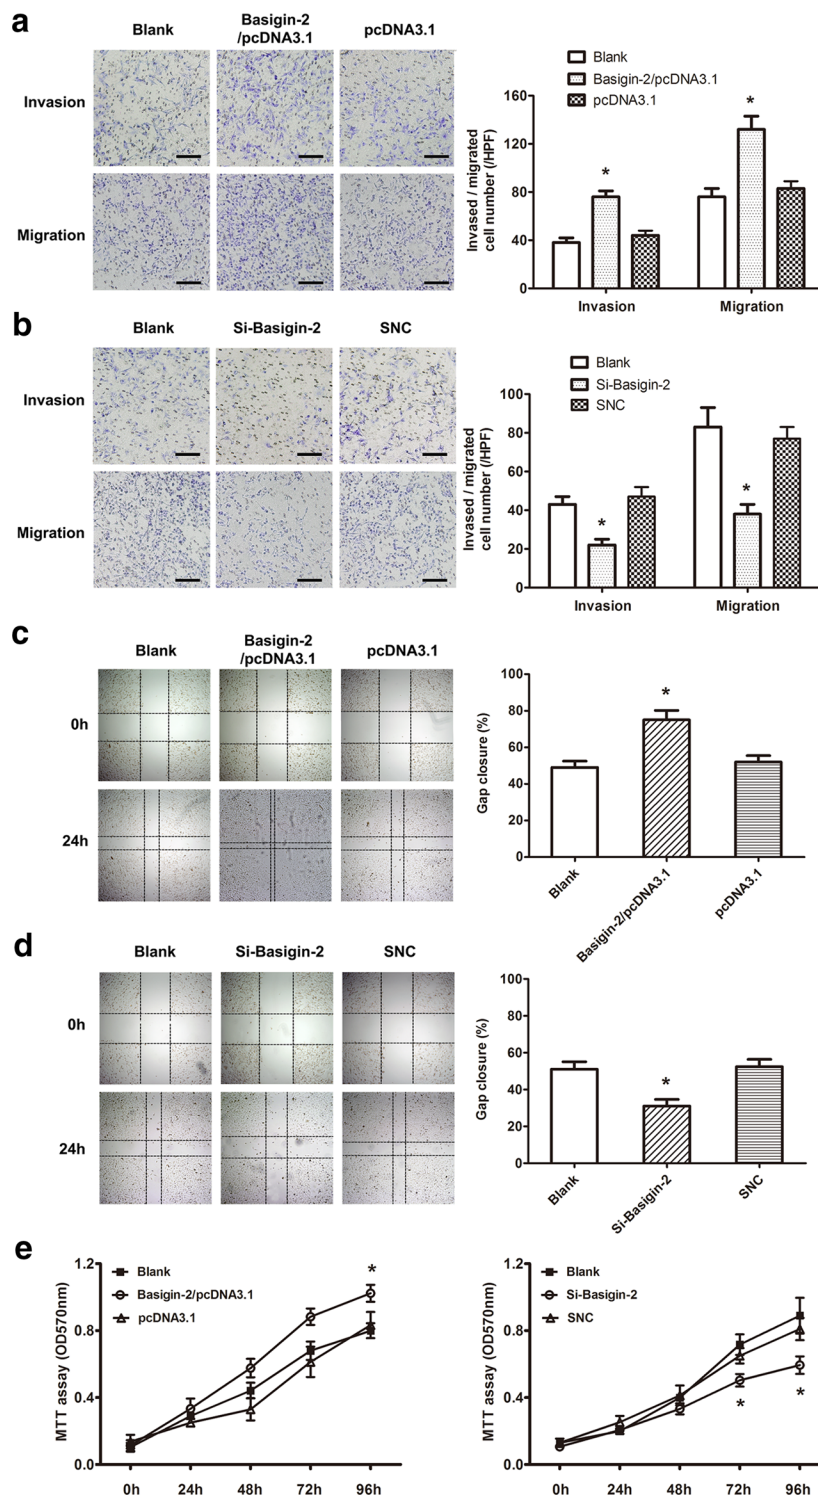 a
Blank
Basigin-2
/pcDNA3.1
pcDNA3.1
Invasion
Migration
Blank
Basigin-2/pcDNA3.1
pcDNA3.1
Invased / migrated
cell number (/HPF)
160
120
80
40
0
*
*
Invasion
Migration
b
Blank
Si-Basigin-2
SNC
Invasion
Migration
Blank
Si-Basigin-2
SNC
Invased / migrated
cell number (/HPF)
100
80
60
40
20
0
*
*
Invasion
Migration
c
Blank
Basigin-2
/pcDNA3.1
pcDNA3.1
0h
24h
Gap closure (%)
100
80
60
40
20
0
*
Blank
Basigin-2/pcDNA3.1
pcDNA3.1
d
Blank
Si-Basigin-2
SNC
0h
24h
Gap closure (%)
100
80
60
40
20
0
*
Blank
Si-Basigin-2
SNC
e
MTT assay (OD570nm)
1.2
0.8
0.4
0.0
Blank
Basigin-2/pcDNA3.1
pcDNA3.1
*
0h 24h 48h 72h 96h
MTT assay (OD570nm)
1.2
0.8
0.4
0.0
Blank
Si-Basigin-2
SNC
*
*
0h 24h 48h 72h 96h